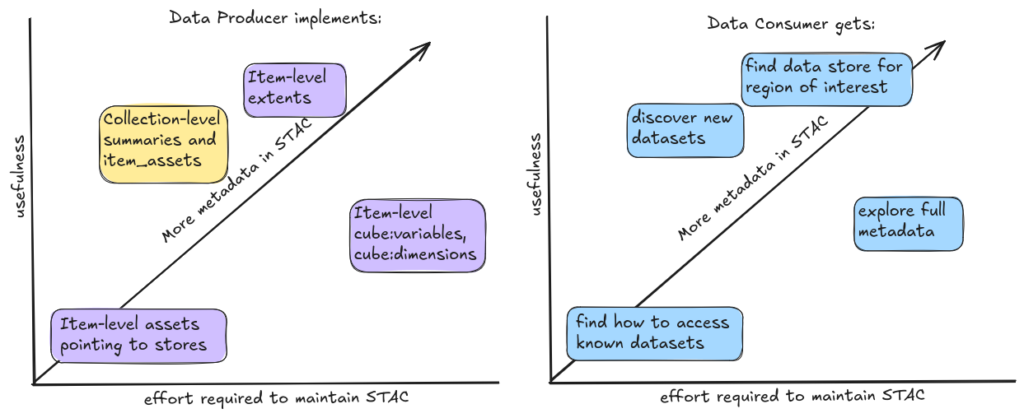 Data Producer implements:
Item-level
extents
Collection-level
summaries and
item_assets
More metadata in STAC
Item-level
cube:variables,
cube:dimensions
Item-level assets
pointing to stores
usefulness
effort required to maintain STAC
Data Consumer gets:
find data store for
region of interest
discover new
datasets
More metadata in STAC
explore full
metadata
find how to access
known datasets
usefulness
effort required to maintain STAC